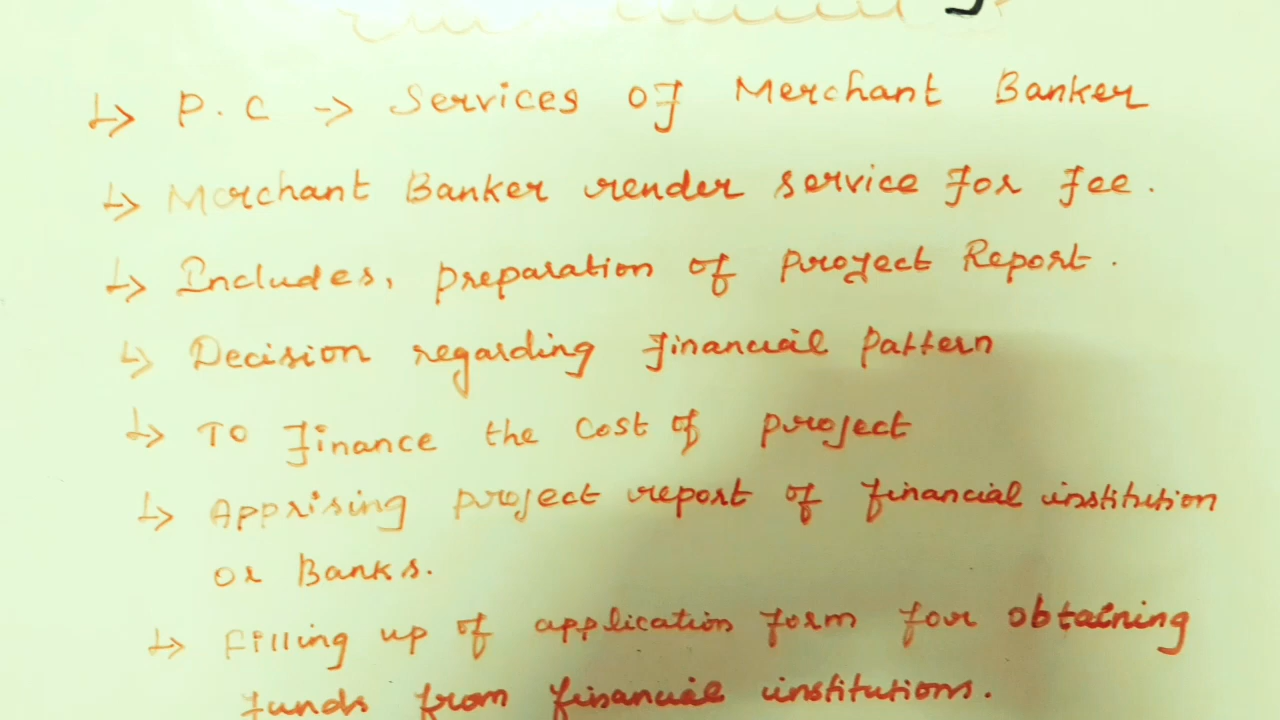 ↳ P.C → Services of Merchant Banker
↳ Merchant Banker render service for fee.
↳ Includes, preparation of project Report.
↳ Decision regarding financial pattern
↳ To finance the cost of project
↳ Apprising project report of financial institution
or Banks.
↳ Filling up of application form for obtaining
funds from financial institutions.